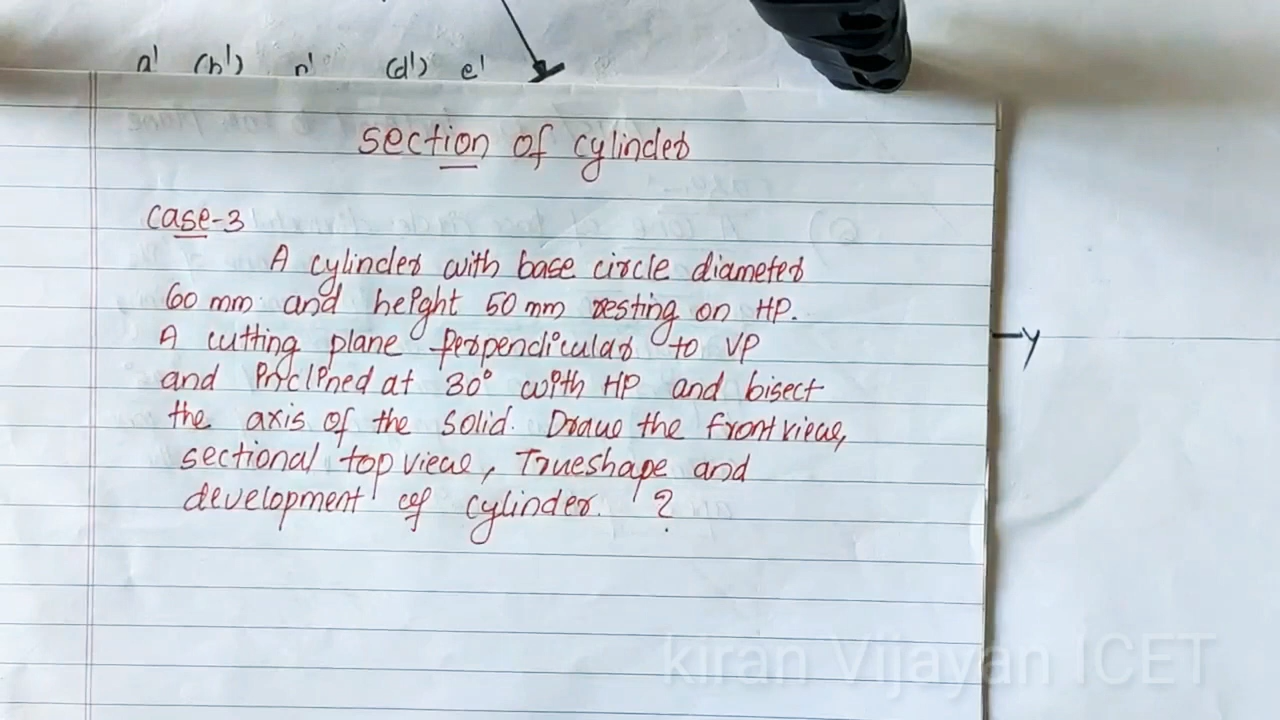 a' (b') n' (d') e'
section of cylinder
case-3
A cylinder with base circle diameter
60 mm and height 50 mm resting on HP.
A cutting plane perpendicular to VP
and inclined at 30° with HP and bisect
the axis of the solid. Draw the front view,
sectional top view, Trueshape and
development of cylinder. ?
y
kiran Vijayan ICET